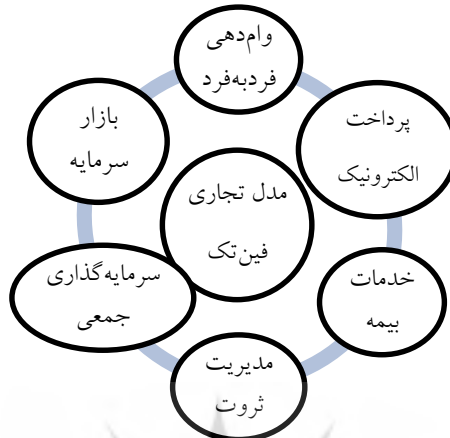 وام‌دهی
فردبه‌فرد
پرداخت
الکترونیک
خدمات
بیمه
مدیریت
ثروت
سرمایه‌گذاری
جمعی
بازار
سرمایه
مدل تجاری
فین‌تک